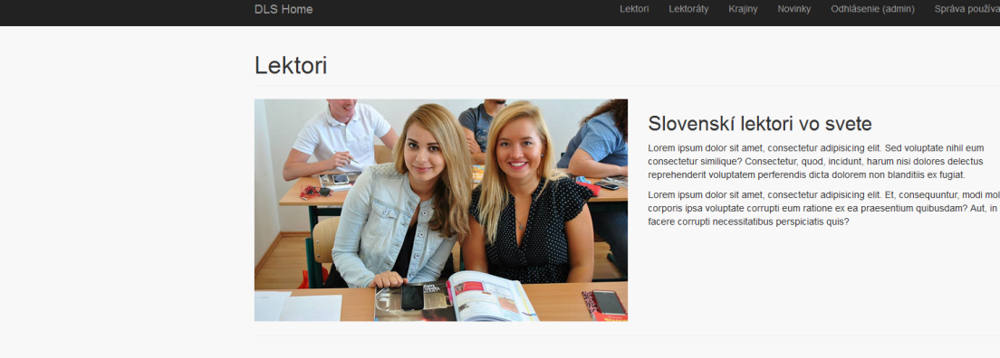 DLS Home
Lektori Lektoráty Krajiny Novinky Odhlásenie (admin) Správa
Lektori
Slovenskí lektori vo svete
Lorem ipsum dolor sit amet, consectetur adipisicing elit. Sed voluptate nihil eum
consectetur similique? Consectetur, quod, incidunt, harum nisi dolores delectus
reprehenderit voluptatem perferendis dicta dolorem non blanditiis ex fugiat.
Lorem ipsum dolor sit amet, consectetur adipisicing elit. Et, consequuntur, modi
corporis ipsa voluptate corrupti eum ratione ex ea praesentium quibusdam? Aut, in
facere corrupti necessitatibus perspiciatis quis?